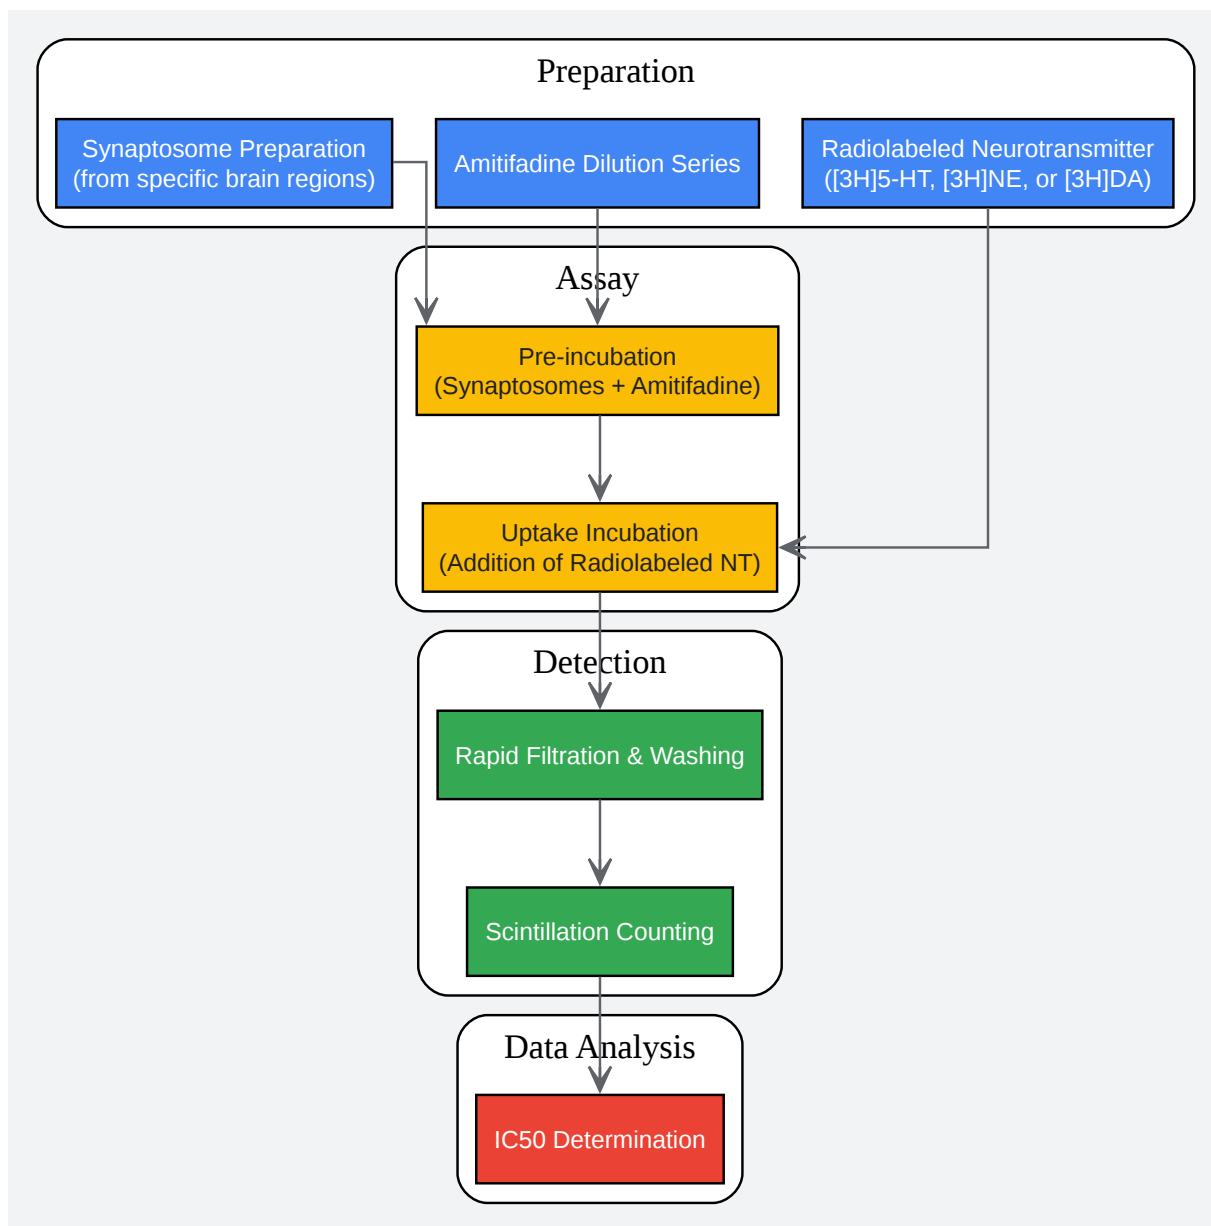 Preparation
Synaptosome Preparation
(from specific brain regions)
Amitifadine Dilution Series
Radiolabeled Neurotransmitter
([3H]5-HT, [3H]NE, or [3H]DA)
Assay
Pre-incubation
(Synaptosomes + Amitifadine)
Uptake Incubation
(Addition of Radiolabeled NT)
Detection
Rapid Filtration & Washing
Scintillation Counting
Data Analysis
IC50 Determination